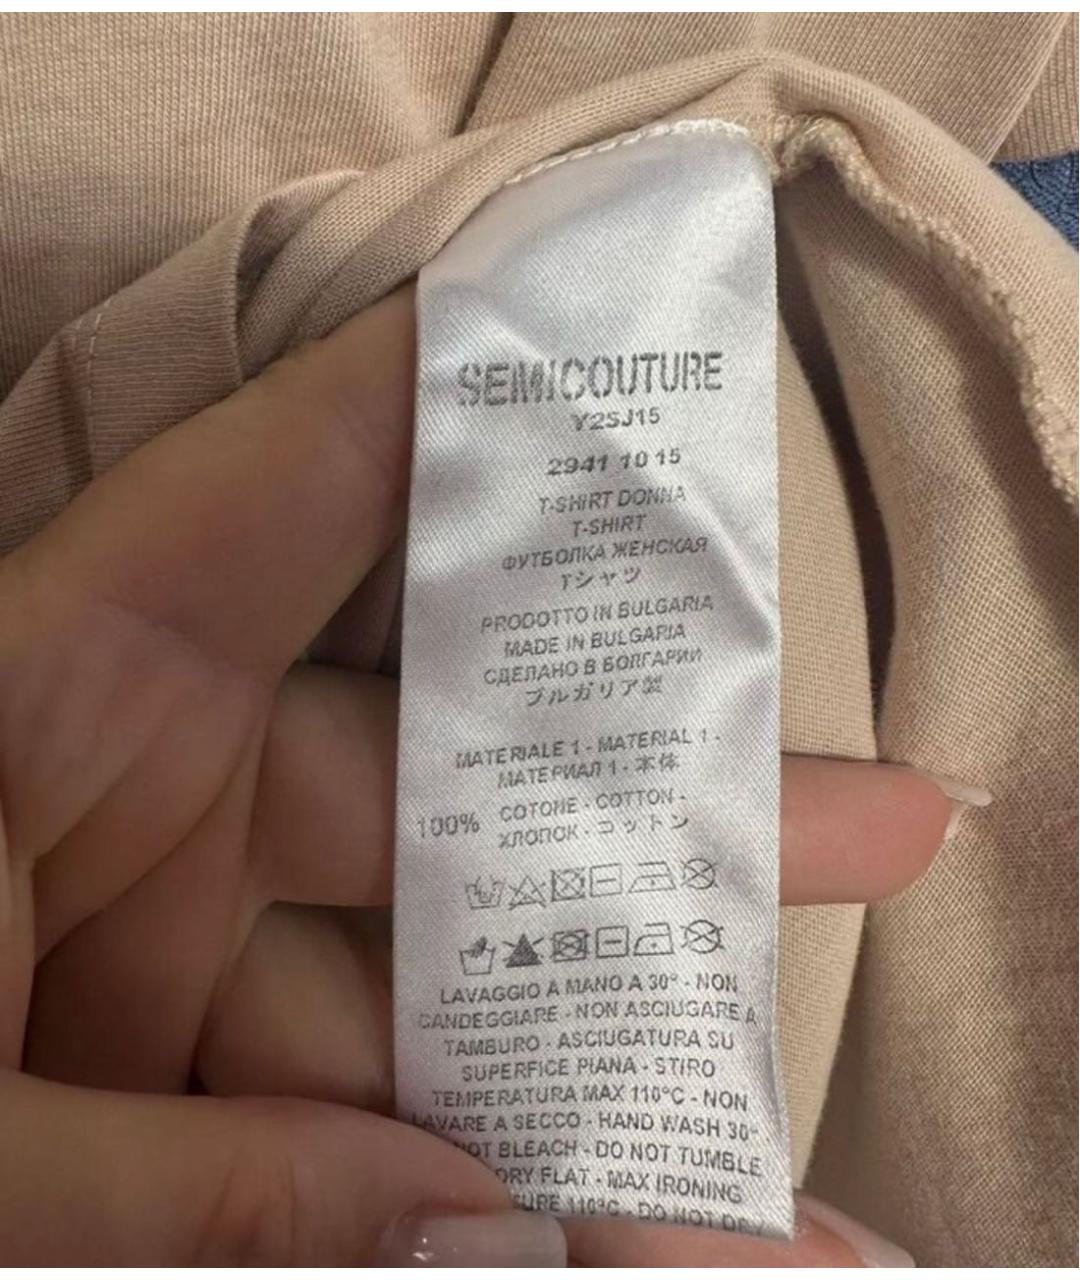 SEMICOUTURE
Y2SJ15
2941 10 15
T-SHIRT DONNA
T-SHIRT
ФУТБОЛКА ЖЕНСКАЯ
Tシャツ
PRODOTTO IN BULGARIA
MADE IN BULGARIA
СДЕЛАНО В БОЛГАРИИ
ブルガリア製
MATERIALE 1 - MATERIAL 1 -
МАТЕРИАЛ 1 - 本体
100% COTONE - COTTON -
ХЛОПОК - コットン
LAVAGGIO A MANO A 30° - NON
CANDEGGIARE - NON ASCIUGARE A
TAMBURO - ASCIUGATURA SU
SUPERFICE PIANA - STIRO
TEMPERATURA MAX 110°C - NON
LAVARE A SECCO - HAND WASH 30°
NOT BLEACH - DO NOT TUMBLE
DRY FLAT - MAX IRONING
110°C - DO NOT DRY